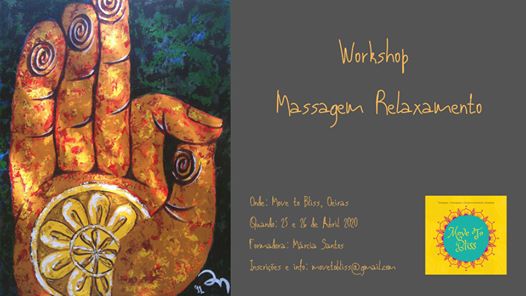 Workshop
Massagem Relaxamento
Onde: Move to Bliss, Oeiras
Quando: 25 e 26 de Abril 2020
Formadora: Márcia Santos
Inscrições e info: movetobliss@gmail.com
Move To
Bliss